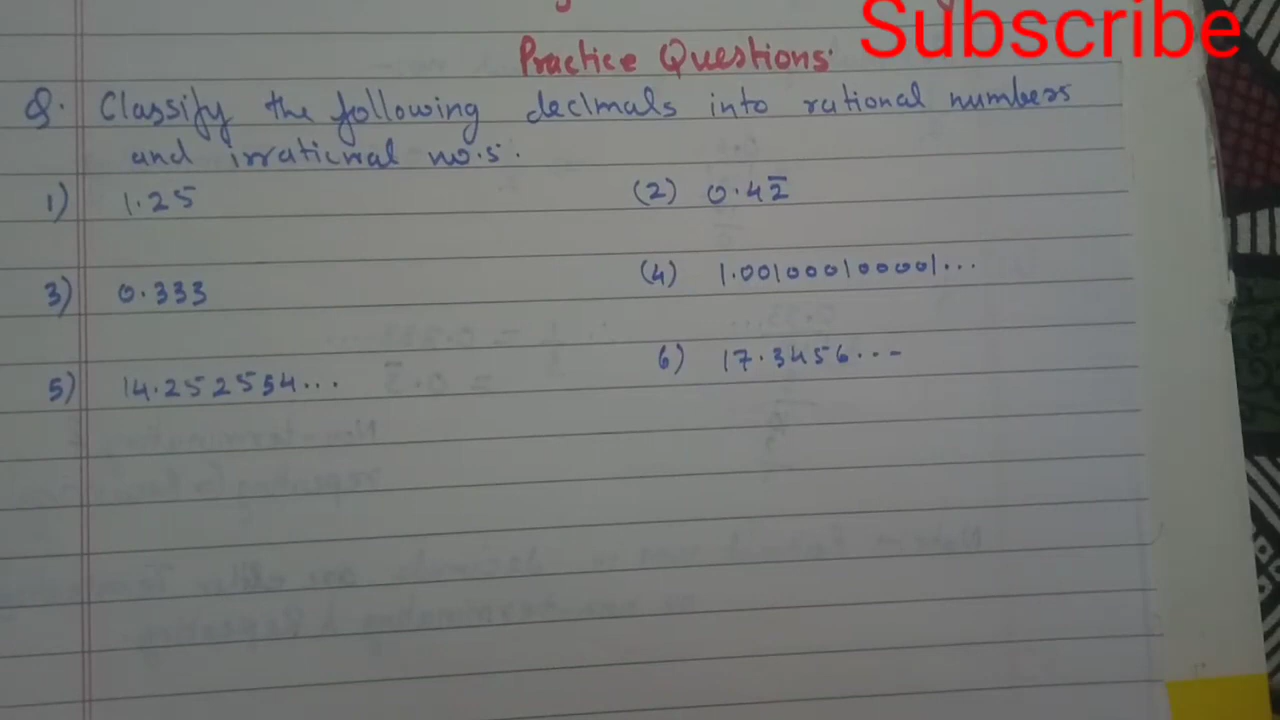 Subscribe
Practice Questions.
Q. Classify the following decimals into rational numbers
and irrational no.s.
1) 1.25 (2) 0.42̅
3) 0.333 (4) 1.001000100001...
5) 14.252554... 6) 17.3456...-